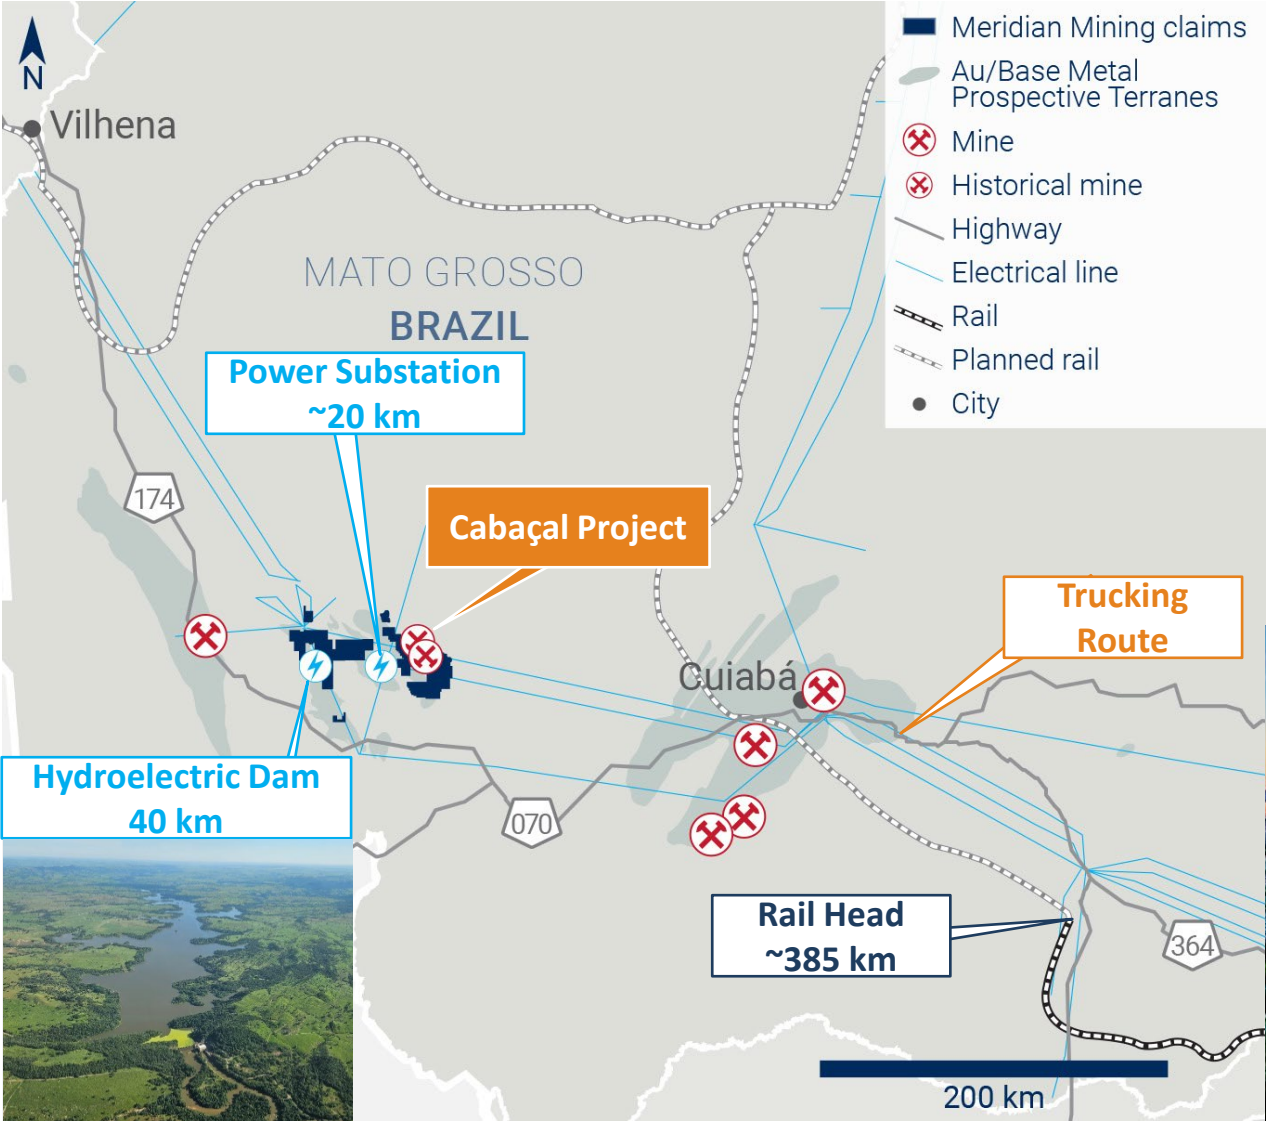 N
Vilhena
MATO GROSSO
BRAZIL
Power Substation
~20 km
174
Cabaçal Project
Trucking
Route
Cuiabá
Hydroelectric Dam
40 km
070
Rail Head
~385 km
364
200 km
Meridian Mining claims
Au/Base Metal
Prospective Terranes
Mine
Historical mine
Highway
Electrical line
Rail
Planned rail
City